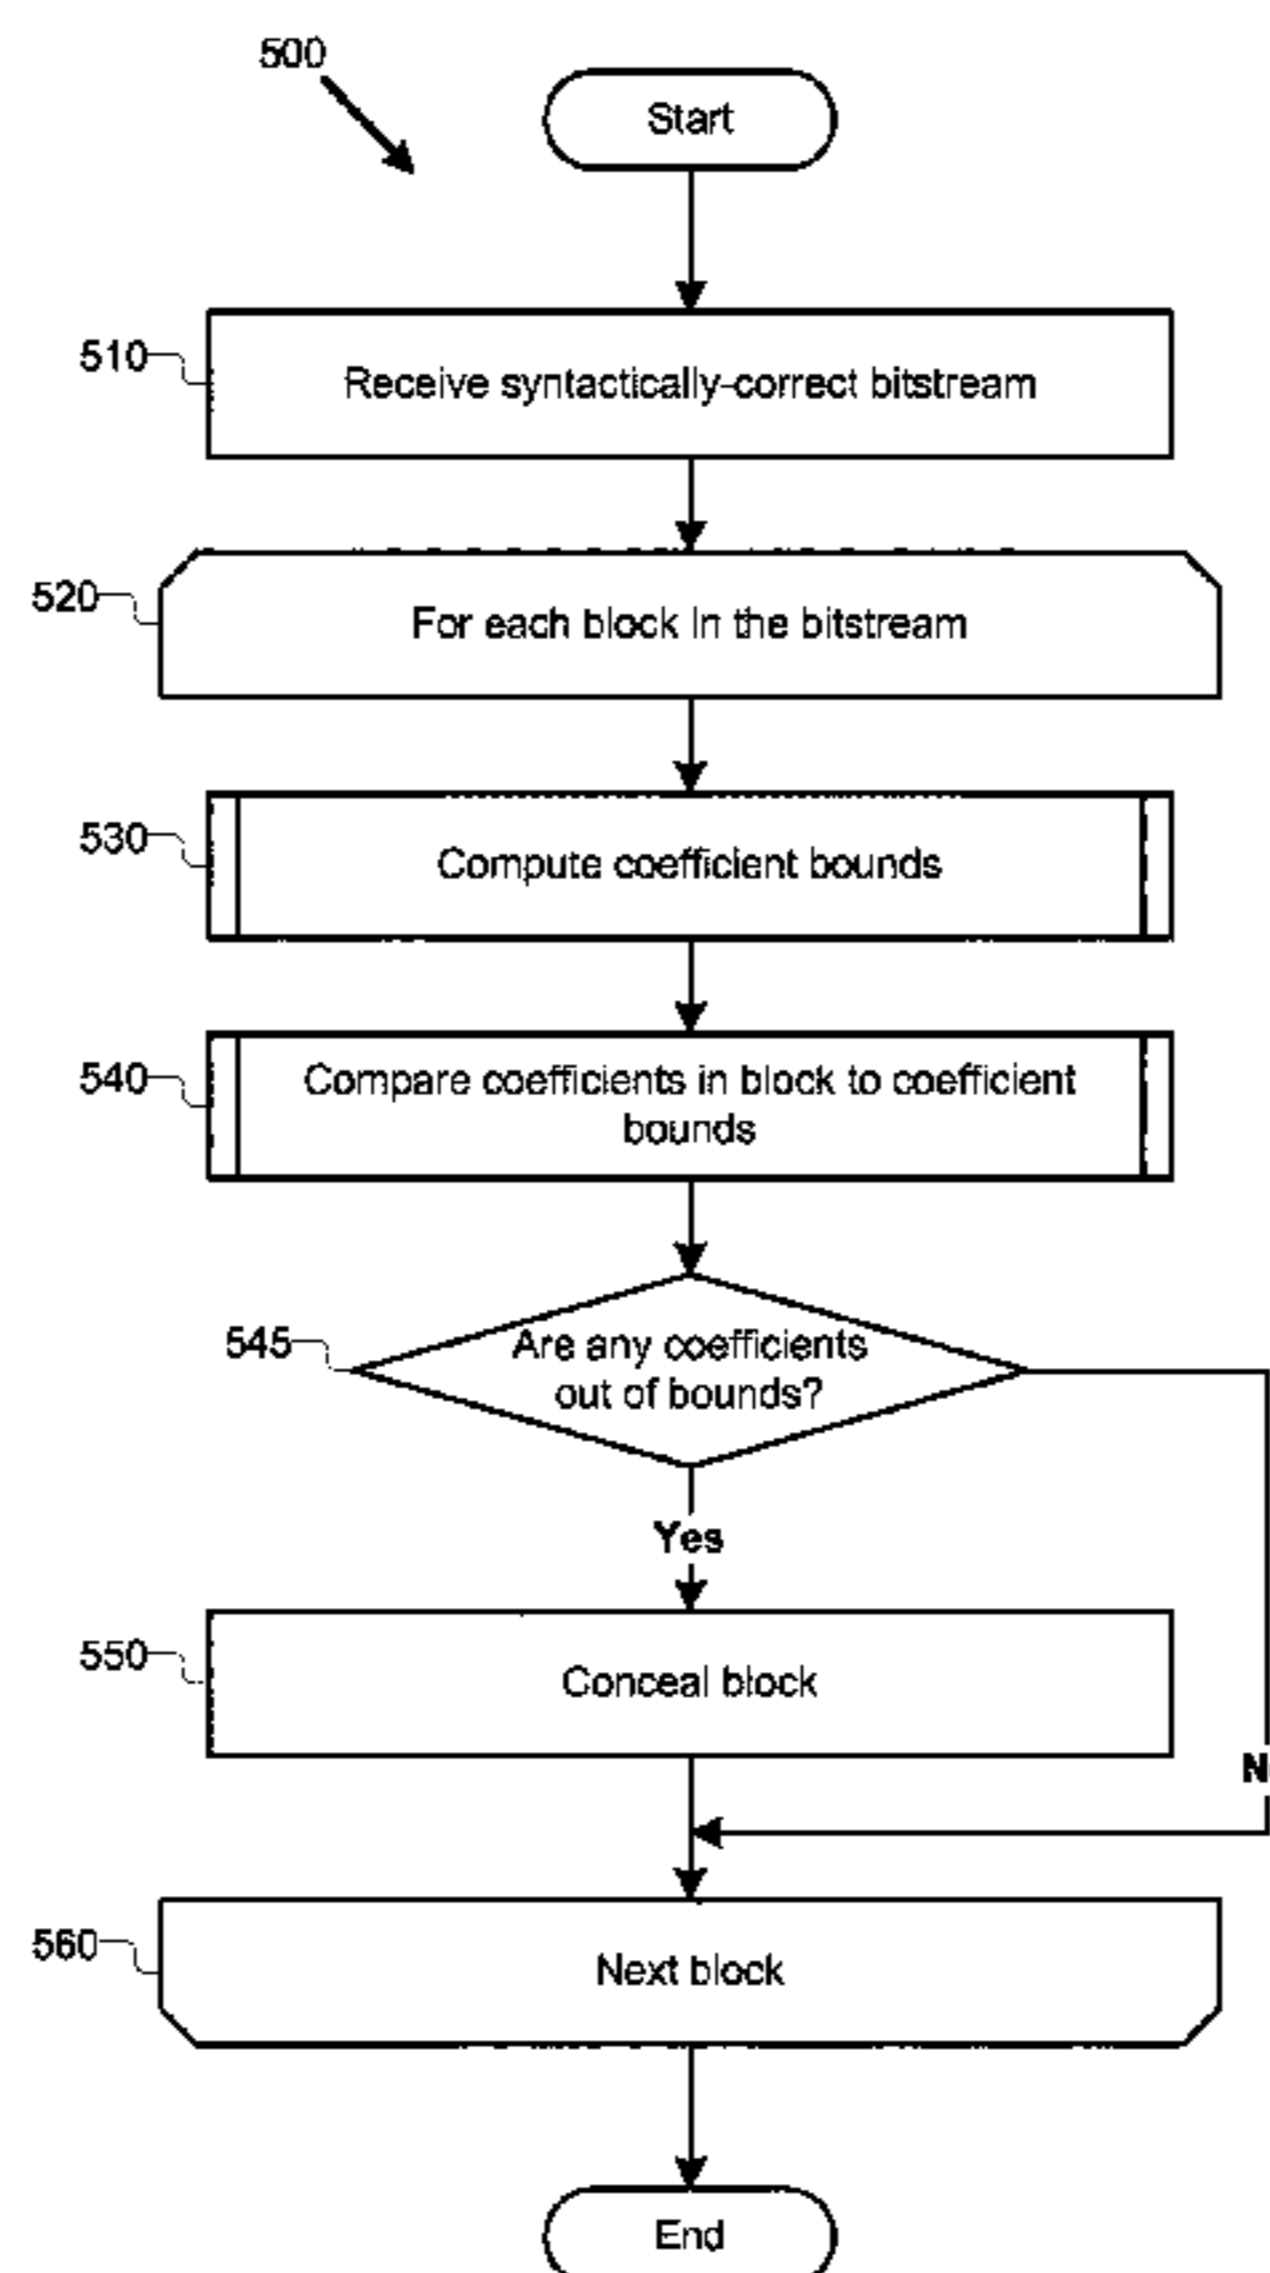 500
Start
510
Receive syntactically-correct bitstream
520
For each block in the bitstream
530
Compute coefficient bounds
540
Compare coefficients in block to coefficient
bounds
545
Are any coefficients
out of bounds?
Yes
550
Conceal block
N
560
Next block
End